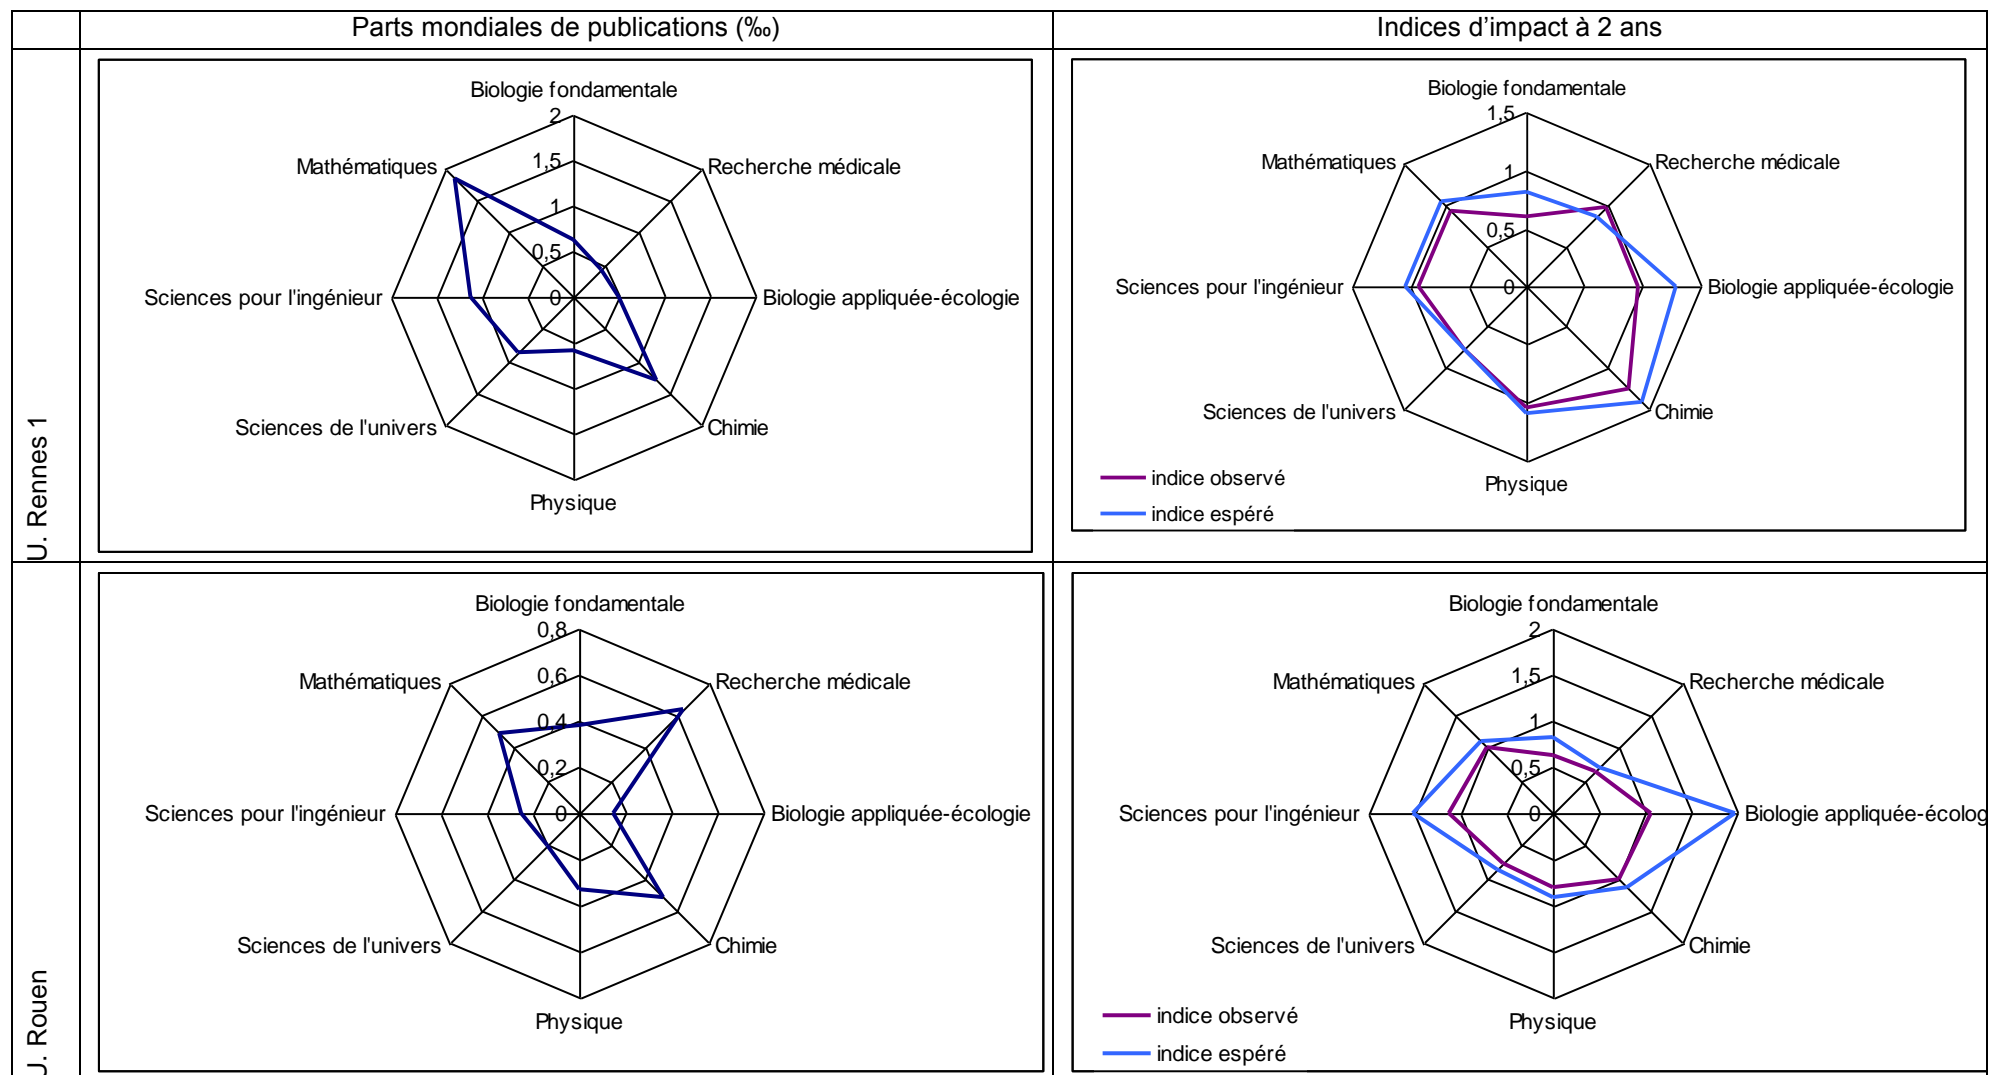 Parts mondiales de publications (‰)
Indices d'impact à 2 ans
U. Rennes 1
Biologie fondamentale
2
Mathématiques
1,5
Recherche médicale
1
0,5
Sciences pour l'ingénieur
0
Biologie appliquée-écologie
Sciences de l'univers
Chimie
Physique
Biologie fondamentale
1,5
Mathématiques
Recherche médicale
1
0,5
Sciences pour l'ingénieur
0
Biologie appliquée-écologie
Sciences de l'univers
Chimie
Physique
indice observé
indice espéré
U. Rouen
Biologie fondamentale
0,8
Mathématiques
0,6
Recherche médicale
0,4
0,2
Sciences pour l'ingénieur
0
Biologie appliquée-écologie
Sciences de l'univers
Chimie
Physique
Biologie fondamentale
2
Mathématiques
1,5
Recherche médicale
1
0,5
Sciences pour l'ingénieur
0
Biologie appliquée-écolog
Sciences de l'univers
Chimie
Physique
indice observé
indice espéré